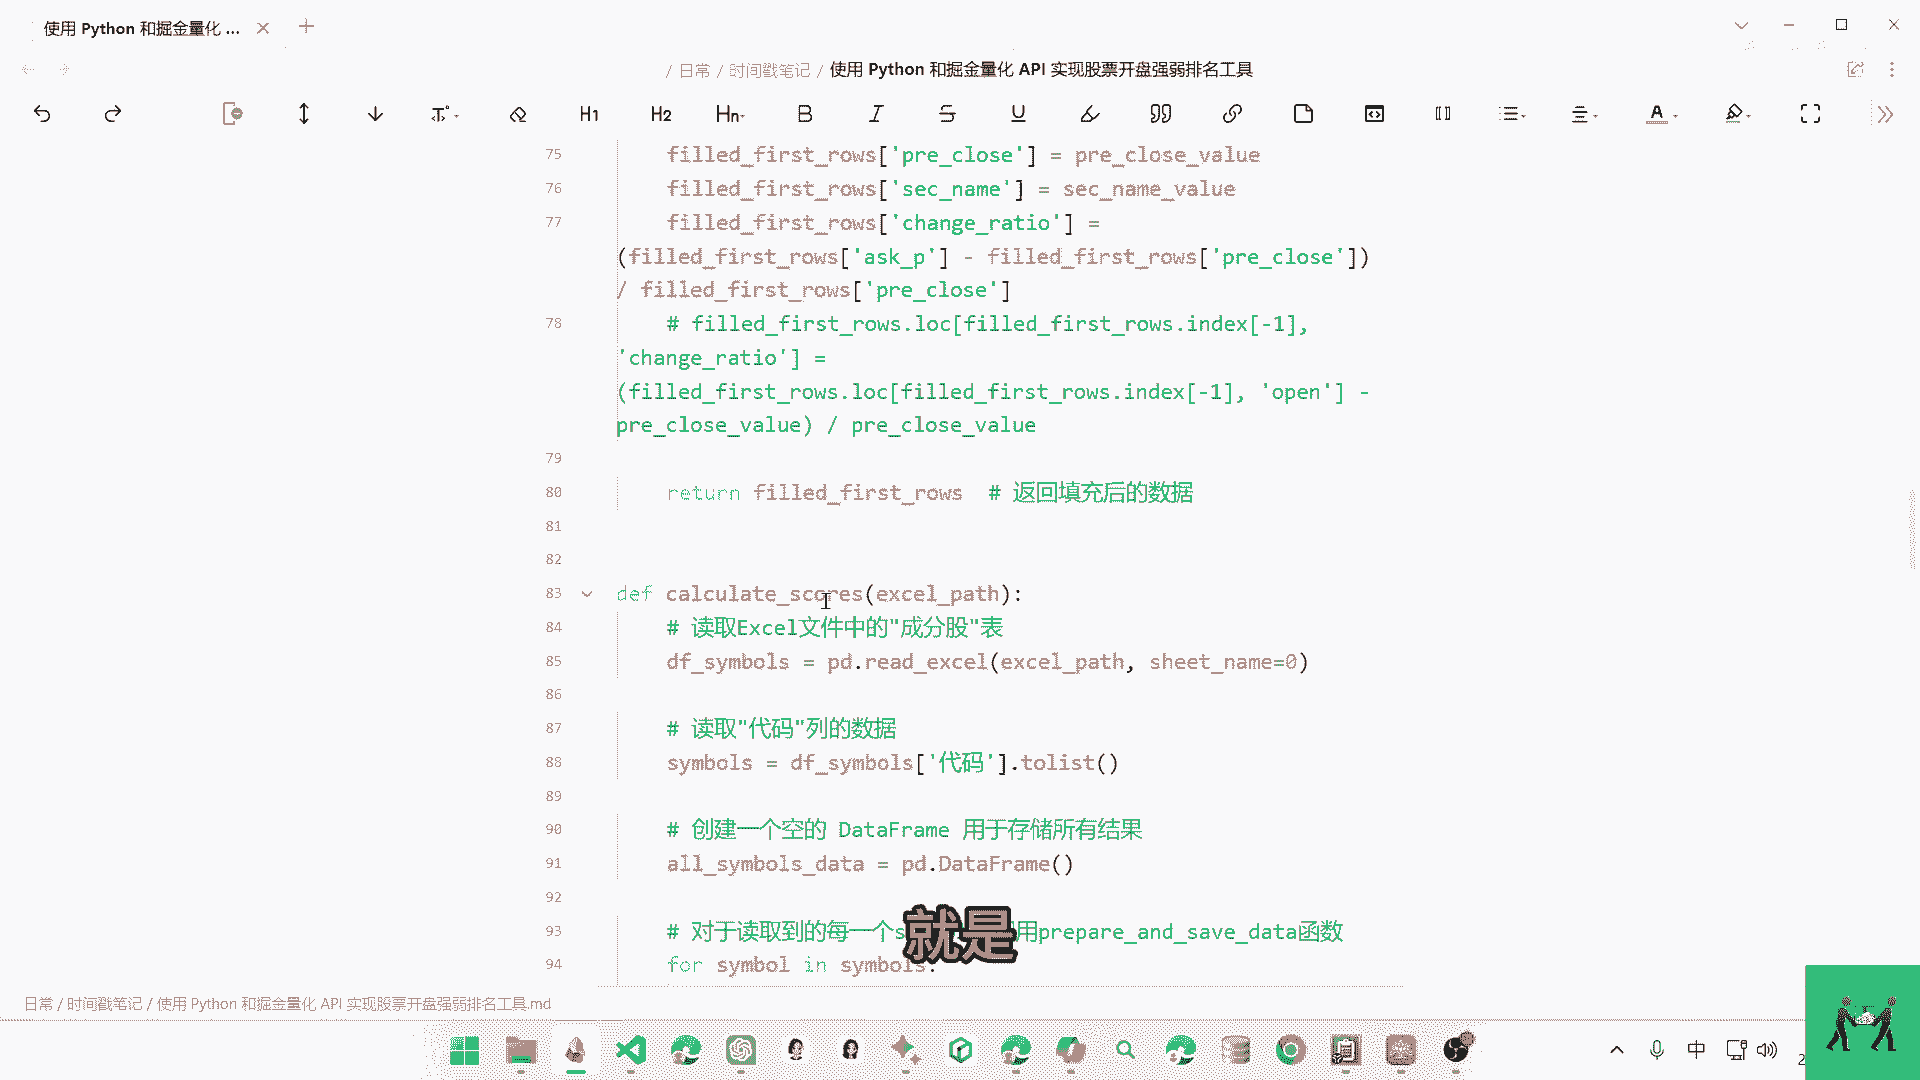 使用 Python 和掘金量化 ...
/ 日常 / 时间戳笔记 / 使用 Python 和掘金量化 API 实现股票开盘强弱排名工具
H1 H2 Hn B I S U A
75 filled_first_rows['pre_close'] = pre_close_value
76 filled_first_rows['sec_name'] = sec_name_value
77 filled_first_rows['change_ratio'] =
(filled_first_rows['ask_p'] - filled_first_rows['pre_close'])
/ filled_first_rows['pre_close']
78 # filled_first_rows.loc[filled_first_rows.index[-1],
'change_ratio'] =
(filled_first_rows.loc[filled_first_rows.index[-1], 'open'] -
pre_close_value) / pre_close_value
79
80 return filled_first_rows # 返回填充后的数据
81
82
83 def calculate_scores(excel_path):
84 # 读取Excel文件中的"成分股"表
85 df_symbols = pd.read_excel(excel_path, sheet_name=0)
86
87 # 读取"代码"列的数据
88 symbols = df_symbols['代码'].tolist()
89
90 # 创建一个空的 DataFrame 用于存储所有结果
91 all_symbols_data = pd.DataFrame()
92
93 # 对于读取到的每一个s 用prepare_and_save_data函数
就是
94 for symbol in symbols:
日常 / 时间戳笔记 / 使用 Python 和掘金量化 API 实现股票开盘强弱排名工具.md
中
2